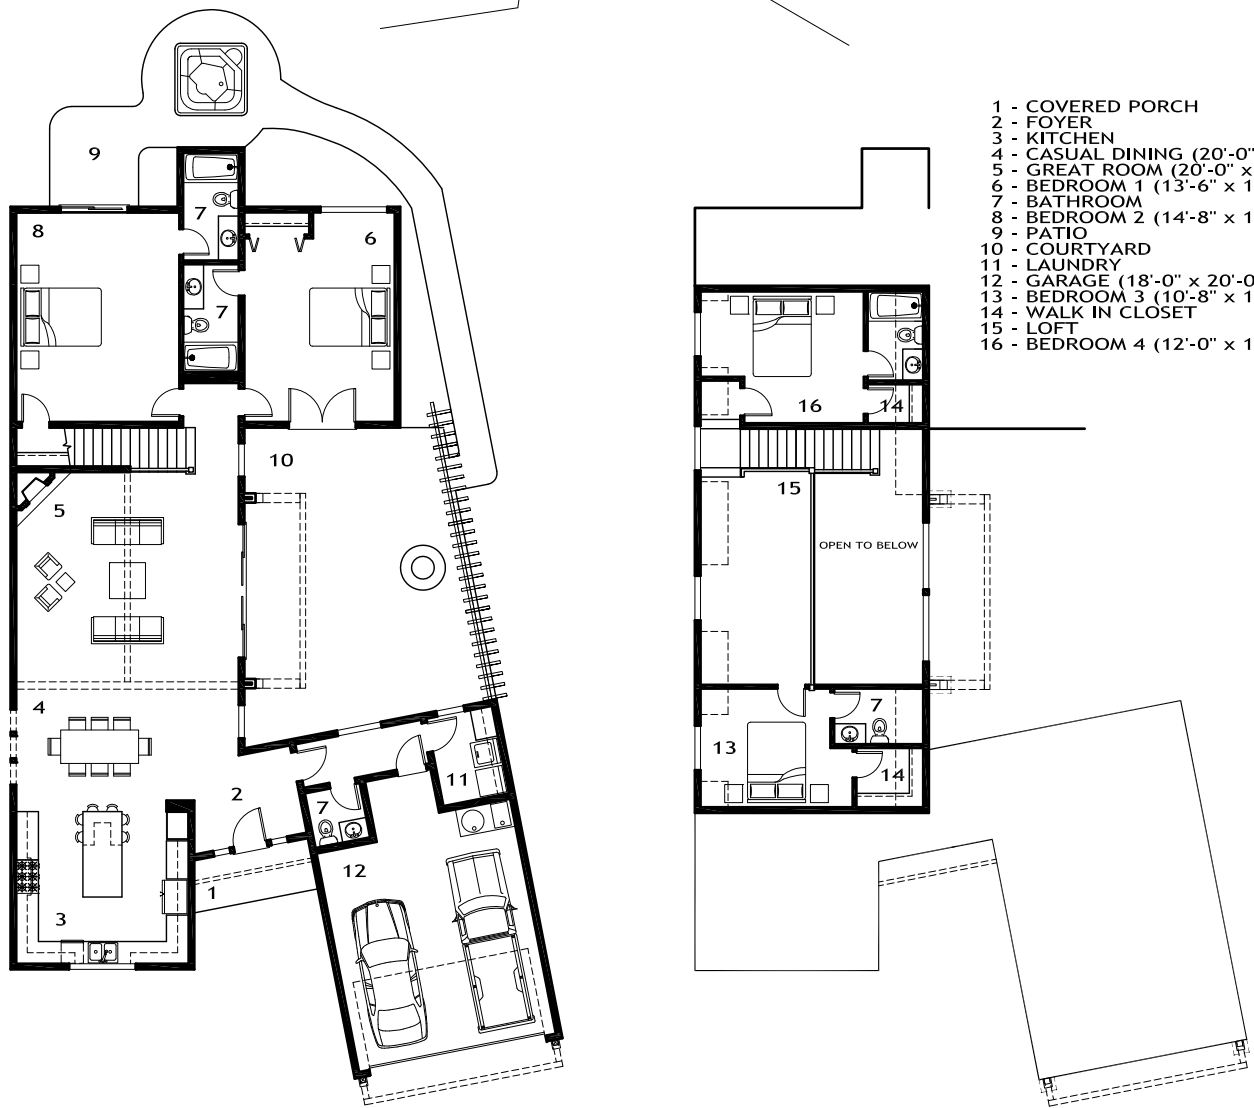 1 - COVERED PORCH
2 - FOYER
3 - KITCHEN
4 - CASUAL DINING (20'-0"
5 - GREAT ROOM (20'-0" x
6 - BEDROOM 1 (13'-6" x 1
7 - BATHROOM
8 - BEDROOM 2 (14'-8" x 1
9 - PATIO
10 - COURTYARD
11 - LAUNDRY
12 - GARAGE (18'-0" x 20'-0
13 - BEDROOM 3 (10'-8" x 1
14 - WALK IN CLOSET
15 - LOFT
16 - BEDROOM 4 (12'-0" x 1
9
7
8
6
7
10
5
4
2
11
7
12
1
3
16
14
15
OPEN TO BELOW
7
13
14